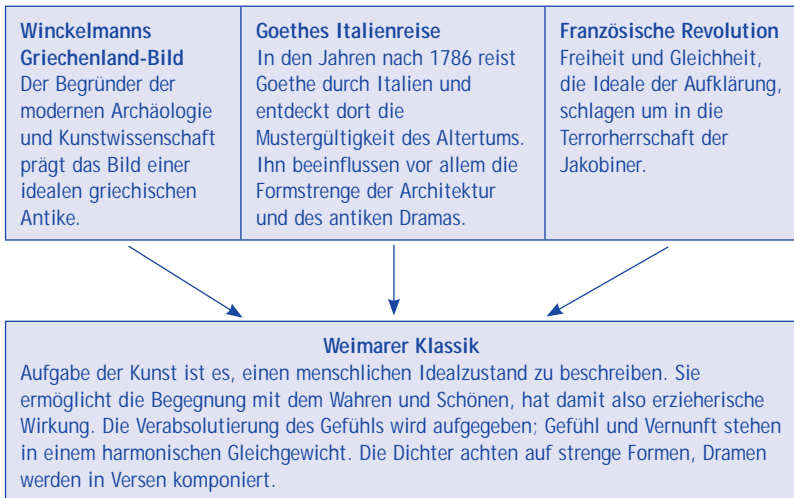 Winckelmanns
Griechenland-Bild
Der Begründer der
modernen Archäologie
und Kunstwissenschaft
prägt das Bild einer
idealen griechischen
Antike.
Goethes Italienreise
In den Jahren nach 1786 reist
Goethe durch Italien und
entdeckt dort die
Mustergültigkeit des Altertums.
Ihn beeinflussen vor allem die
Formstrenge der Architektur
und des antiken Dramas.
Französische Revolution
Freiheit und Gleichheit,
die Ideale der Aufklärung,
schlagen um in die
Terrorherrschaft der
Jakobiner.
Weimarer Klassik
Aufgabe der Kunst ist es, einen menschlichen Idealzustand zu beschreiben. Sie
ermöglicht die Begegnung mit dem Wahren und Schönen, hat damit also erzieherische
Wirkung. Die Verabsolutierung des Gefühls wird aufgegeben; Gefühl und Vernunft stehen
in einem harmonischen Gleichgewicht. Die Dichter achten auf strenge Formen, Dramen
werden in Versen komponiert.